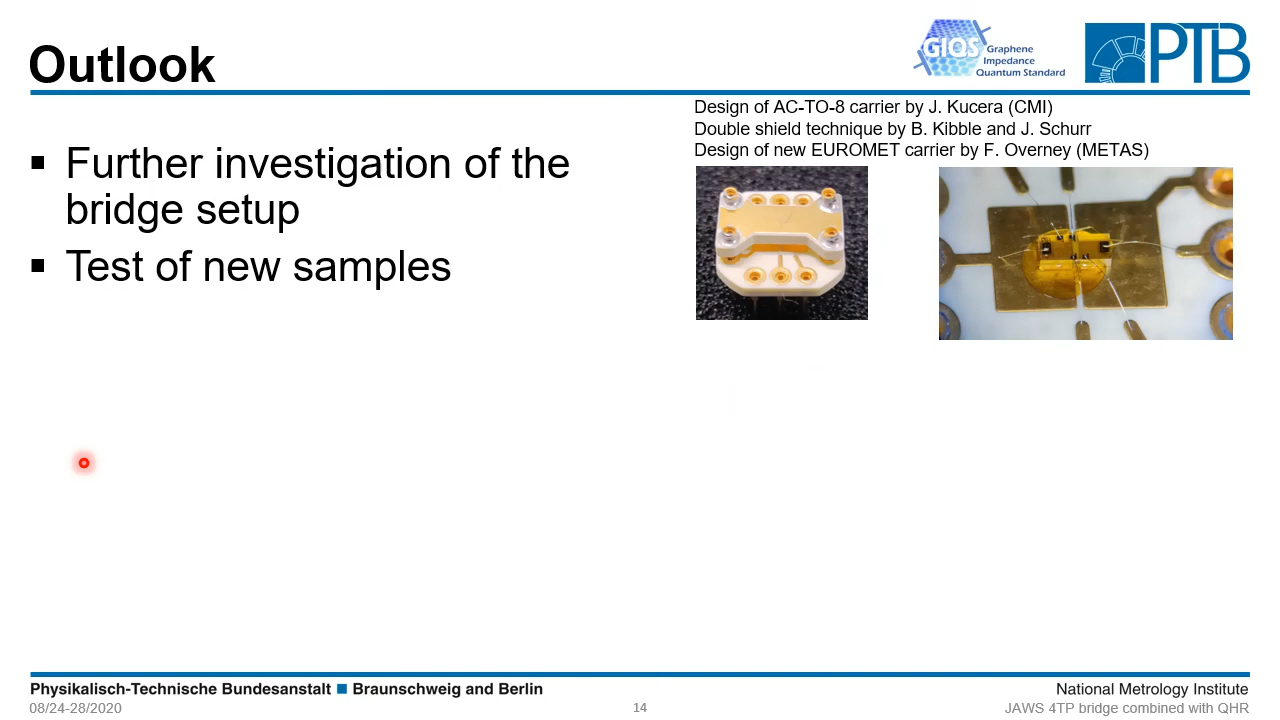 Outlook
GIQS
Graphene
Impedance
Quantum Standard
PTB
Design of AC-TO-8 carrier by J. Kucera (CMI)
Double shield technique by B. Kibble and J. Schurr
Design of new EUROMET carrier by F. Overney (METAS)
▪ Further investigation of the
bridge setup
▪ Test of new samples
Physikalisch-Technische Bundesanstalt ■ Braunschweig and Berlin
National Metrology Institute
08/24-28/2020
14
JAWS 4TP bridge combined with QHR